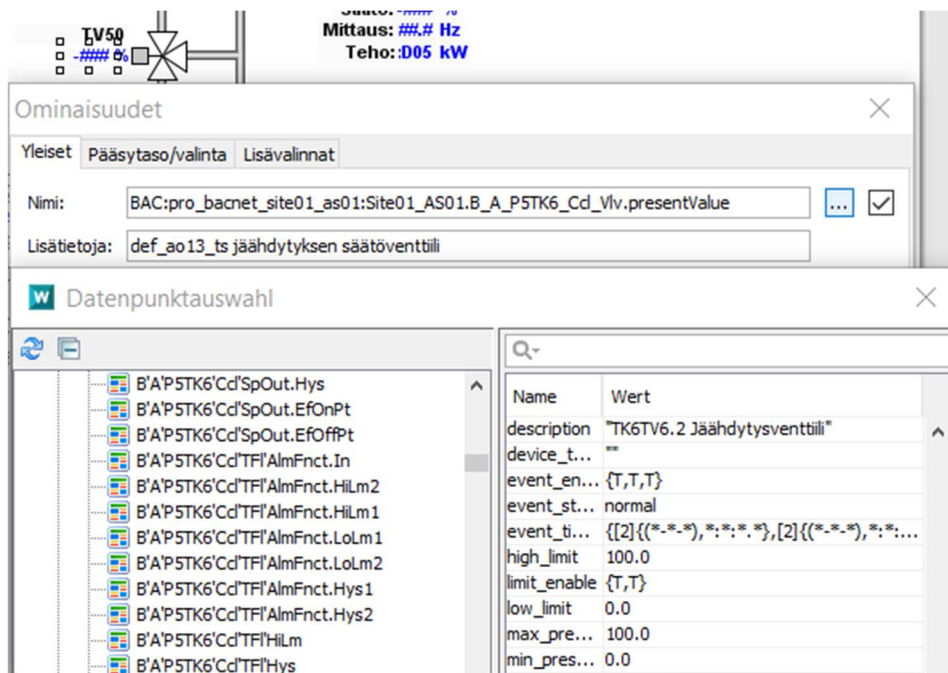 TV50
-### %
Mittaus: ##.# Hz
Teho: :D05 kW
Ominaisuudet
Yleiset Pääsytaso/valinta Lisävalinnat
Nimi: BAC:pro_bacnet_site01_as01:Site01_AS01.B_A_P5TK6_Ccl_Vlv.presentValue ...
Lisätietoja: def_ao13_ts jäähdytyksen säätöventtiili
W Datenpunktauswahl
B'A'P5TK6'Ccl'SpOut.Hys
B'A'P5TK6'Ccl'SpOut.EfOnPt
B'A'P5TK6'Ccl'SpOut.EfOffPt
B'A'P5TK6'Ccl'TFl'AlmFnct.In
B'A'P5TK6'Ccl'TFl'AlmFnct.HiLm2
B'A'P5TK6'Ccl'TFl'AlmFnct.HiLm1
B'A'P5TK6'Ccl'TFl'AlmFnct.LoLm1
B'A'P5TK6'Ccl'TFl'AlmFnct.LoLm2
B'A'P5TK6'Ccl'TFl'AlmFnct.Hys1
B'A'P5TK6'Ccl'TFl'AlmFnct.Hys2
B'A'P5TK6'Ccl'TFl'HiLm
B'A'P5TK6'Ccl'TFl'Hys
Name Wert
description "TK6TV6.2 Jäähdytysventtiili"
device_t... ""
event_en... {T,T,T}
event_st... normal
event_ti... {[2]{(*-*-*),*:*:*.*},[2]{(*-*-*),*:*:...
high_limit 100.0
limit_enable {T,T}
low_limit 0.0
max_pre... 100.0
min_pres... 0.0